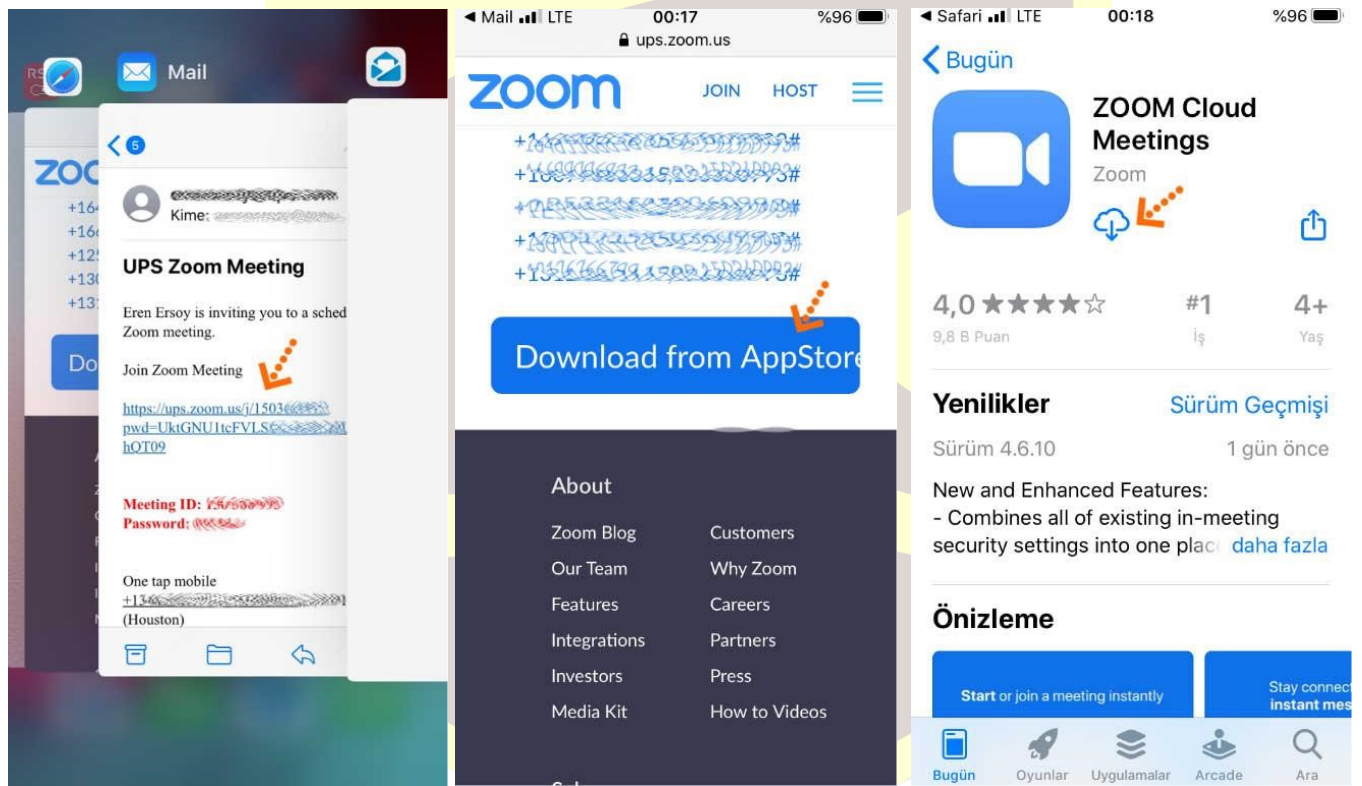 Mail
5
ZOO
+16
+16
+12
+130
+13
Do
Kime:
UPS Zoom Meeting
Eren Ersoy is inviting you to a sched
Zoom meeting.
Join Zoom Meeting
https://ups.zoom.us/j/1503
pwd=UktGNU1tcFVLS
hQT09
Meeting ID:
Password:
One tap mobile
(Houston)
Mail LTE 00:17 %96
ups.zoom.us
zoom JOIN HOST
Download from AppStore
About
Zoom Blog Customers
Our Team Why Zoom
Features Careers
Integrations Partners
Investors Press
Media Kit How to Videos
Safari LTE 00:18 %96
Bugün
ZOOM Cloud
Meetings
Zoom
4,0 #1 4+
9,8 B Puan İş Yaş
Yenilikler Sürüm Geçmişi
Sürüm 4.6.10 1 gün önce
New and Enhanced Features:
- Combines all of existing in-meeting
security settings into one plac daha fazla
Önizleme
Start or join a meeting instantly
Stay connect
instant mes
Bugün Oyunlar Uygulamalar Arcade Ara